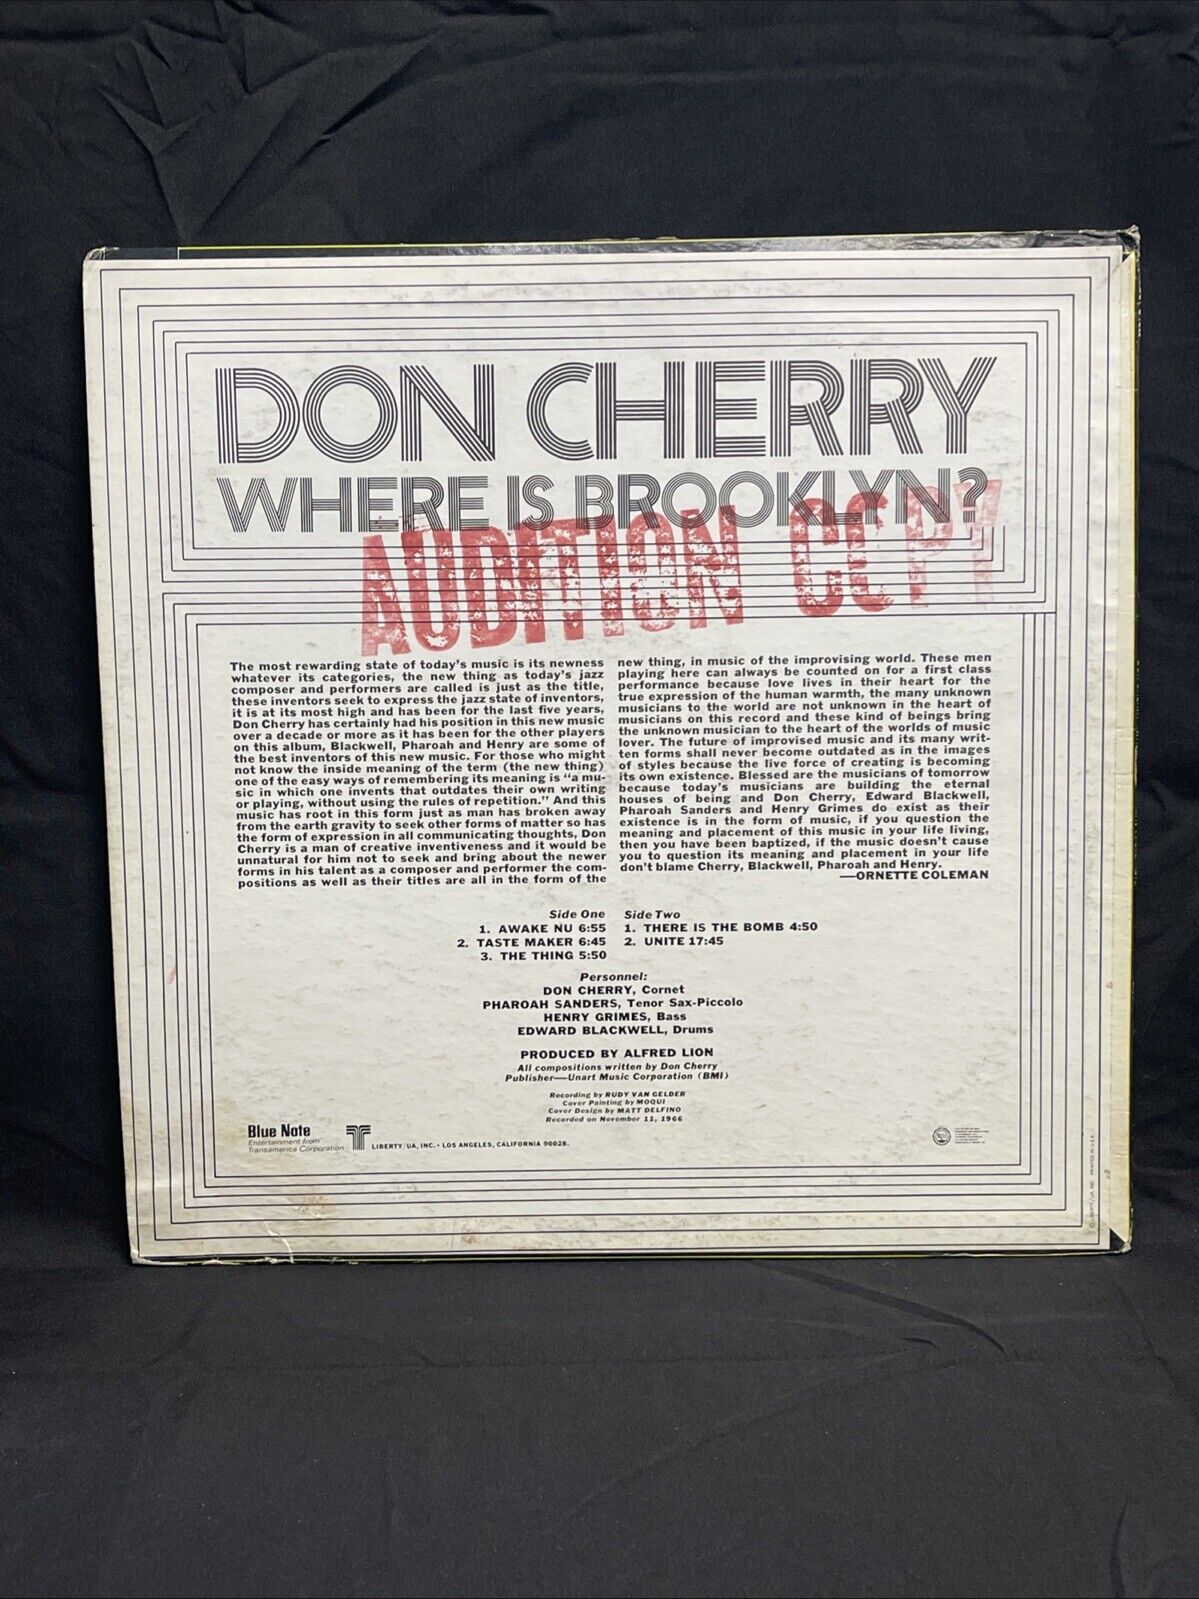 DON CHERRY
WHERE IS BROOKLYN?
AUDITION COPY
The most rewarding state of today's music is its newness
whatever its categories, the new thing as today's jazz
composer and performers are called is just as the title,
these inventors seek to express the jazz state of inventors,
it is at its most high and has been for the last five years,
Don Cherry has certainly had his position in this new music
over a decade or more as it has been for the other players
on this album, Blackwell, Pharoah and Henry are some of
the best inventors of this new music. For those who might
not know the inside meaning of the term (the new thing)
one of the easy ways of remembering its meaning is "a mu-
sic in which one invents that outdates their own writing
or playing, without using the rules of repetition." And this
music has root in this form just as man has broken away
from the earth gravity to seek other forms of matter so has
the form of expression in all communicating thoughts, Don
Cherry is a man of creative inventiveness and it would be
unnatural for him not to seek and bring about the newer
forms in his talent as a composer and performer the com-
positions as well as their titles are all in the form of the
new thing, in music of the improvising world. These men
playing here can always be counted on for a first class
performance because love lives in their heart for the
true expression of the human warmth, the many unknown
musicians to the world are not unknown in the heart of
musicians on this record and these kind of beings bring
the unknown musician to the heart of the worlds of music
lover. The future of improvised music and its many writ-
ten forms shall never become outdated as in the images
of styles because the live force of creating is becoming
its own existence. Blessed are the musicians of tomorrow
because today's musicians are building the eternal
houses of being and Don Cherry, Edward Blackwell,
Pharoah Sanders and Henry Grimes do exist as their
existence is in the form of music, if you question the
meaning and placement of this music in your life living,
then you have been baptized, if the music doesn't cause
you to question its meaning and placement in your life
don't blame Cherry, Blackwell, Pharoah and Henry.
—ORNETTE COLEMAN
Side One
1. AWAKE NU 6:55
2. TASTE MAKER 6:45
3. THE THING 5:50
Side Two
1. THERE IS THE BOMB 4:50
2. UNITE 17:45
Personnel:
DON CHERRY, Cornet
PHAROAH SANDERS, Tenor Sax-Piccolo
HENRY GRIMES, Bass
EDWARD BLACKWELL, Drums
PRODUCED BY ALFRED LION
All compositions written by Don Cherry
Publisher—Unart Music Corporation (BMI)
Recording by RUDY VAN GELDER
Cover Painting by MOQUI
Cover Design by MATT DELFINO
Recorded on November 11, 1966
Blue Note
Entertainment from
Transamerica Corporation
LIBERTY/UA, INC. • LOS ANGELES, CALIFORNIA 90028.
PRINTED IN U.S.A.